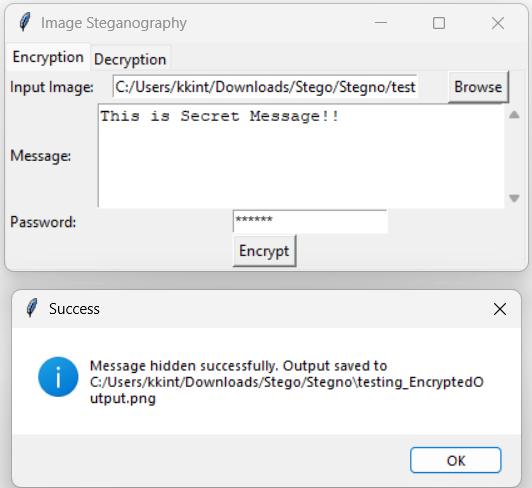 Image Steganography
Encryption Decryption
Input Image: C:/Users/kkint/Downloads/Stego/Stegno/test Browse
Message: This is Secret Message!!
Password: ******
Encrypt
Success
Message hidden successfully. Output saved to
C:/Users/kkint/Downloads/Stego/Stegno\testing_EncryptedO
utput.png
OK